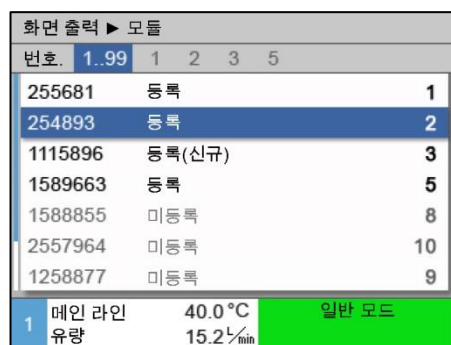 화면 출력 ▶ 모듈
번호. 1..99 1 2 3 5
255681 등록 1
254893 등록 2
1115896 등록(신규) 3
1589663 등록 5
1588855 미등록 8
2557964 미등록 10
1258877 미등록 9
1 메인 라인 40.0 °C 일반 모드
유량 15.2 L/min